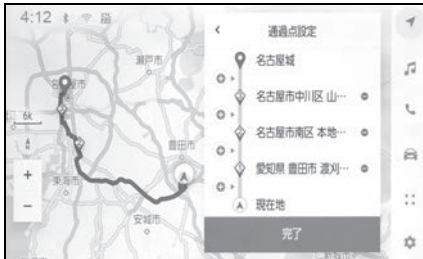 4:12
通過点設定
名古屋城
名古屋市中川区 山…
名古屋市南区 本地…
愛知県 豊田市 渡刈…
現在地
完了
瀬戸市
豊田市
東海市
安城市
6k
+
−